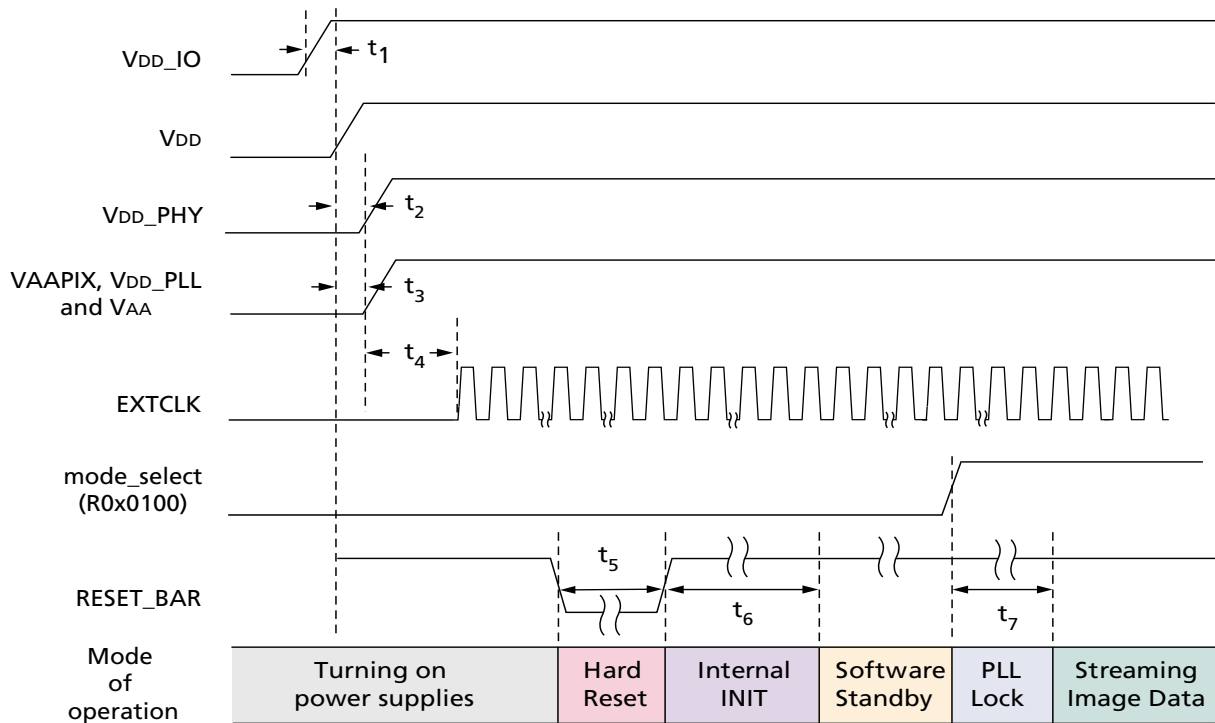 VDD_IO
t1
VDD
VDD_PHY
t2
VAAPIX, VDD_PLL
and VAA
t3
t4
EXTCLK
mode_select
(R0x0100)
RESET_BAR
t5
t6
t7
Mode
of
operation
Turning on
power supplies
Hard
Reset
Internal
INIT
Software
Standby
PLL
Lock
Streaming
Image Data